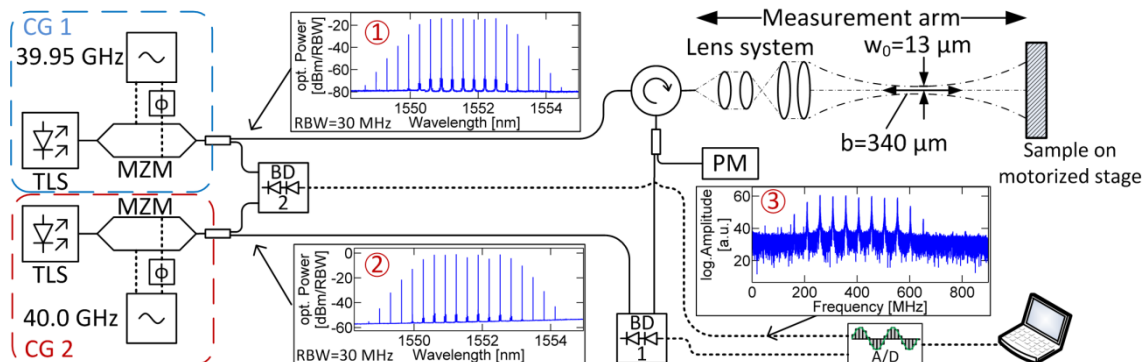 CG 1
39.95 GHz
ϕ
TLS
MZM
①
opt. Power
[dBm/RBW]
-20
-40
-60
-80
1550
1552
1554
RBW=30 MHz
Wavelength [nm]
BD
2
MZM
TLS
ϕ
40.0 GHz
CG 2
②
opt. Power
[dBm/RBW]
0
-20
-40
-60
1550
1552
1554
RBW=30 MHz
Wavelength [nm]
Measurement arm
Lens system
w₀=13 μm
b=340 μm
Sample on
motorized stage
PM
③
log.Amplitude
[a.u.]
60
40
20
0
200
400
600
800
Frequency [MHz]
BD
1
A/D